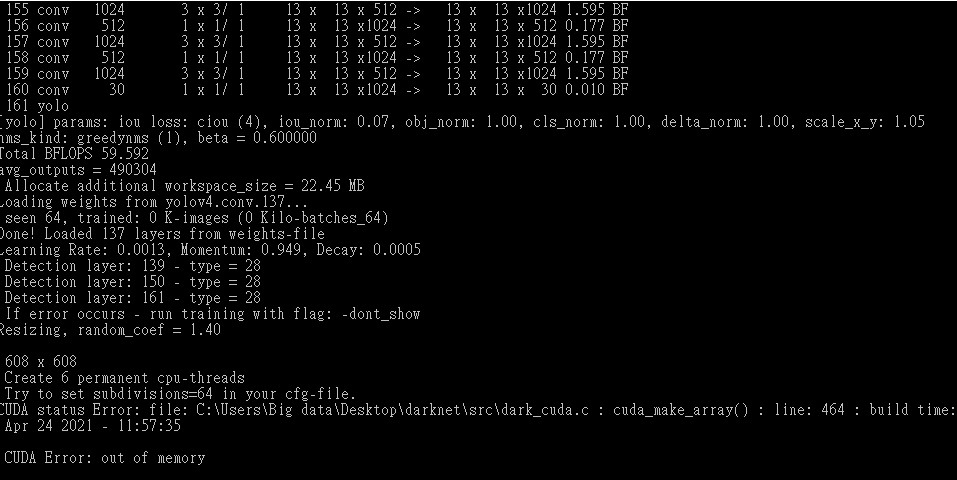 155 conv 1024 3 x 3/ 1 13 x 13 x 512 -> 13 x 13 x1024 1.595 BF
156 conv 512 1 x 1/ 1 13 x 13 x1024 -> 13 x 13 x 512 0.177 BF
157 conv 1024 3 x 3/ 1 13 x 13 x 512 -> 13 x 13 x1024 1.595 BF
158 conv 512 1 x 1/ 1 13 x 13 x1024 -> 13 x 13 x 512 0.177 BF
159 conv 1024 3 x 3/ 1 13 x 13 x 512 -> 13 x 13 x1024 1.595 BF
160 conv 30 1 x 1/ 1 13 x 13 x1024 -> 13 x 13 x 30 0.010 BF
161 yolo
[yolo] params: iou loss: ciou (4), iou_norm: 0.07, obj_norm: 1.00, cls_norm: 1.00, delta_norm: 1.00, scale_x_y: 1.05
nms_kind: greedynms (1), beta = 0.600000
Total BFLOPS 59.592
avg_outputs = 490304
Allocate additional workspace_size = 22.45 MB
Loading weights from yolov4.conv.137...
seen 64, trained: 0 K-images (0 Kilo-batches_64)
Done! Loaded 137 layers from weights-file
Learning Rate: 0.0013, Momentum: 0.949, Decay: 0.0005
Detection layer: 139 - type = 28
Detection layer: 150 - type = 28
Detection layer: 161 - type = 28
If error occurs - run training with flag: -dont_show
Resizing, random_coef = 1.40
608 x 608
Create 6 permanent cpu-threads
Try to set subdivisions=64 in your cfg-file.
CUDA status Error: file: C:\Users\Big data\Desktop\darknet\src\dark_cuda.c : cuda_make_array() : line: 464 : build time:
Apr 24 2021 - 11:57:35
CUDA Error: out of memory